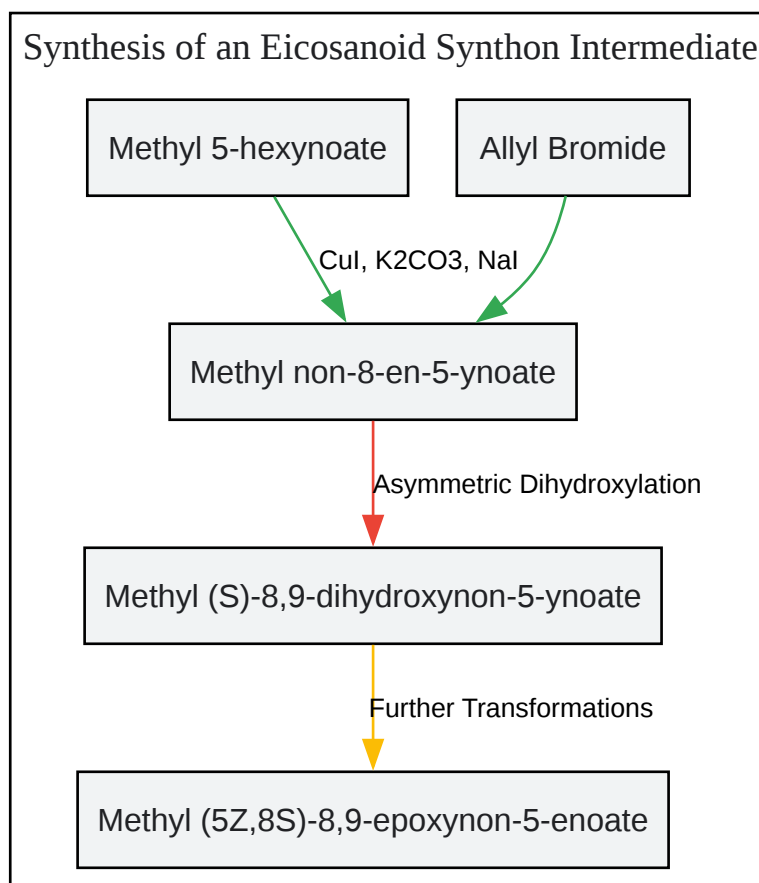 Synthesis of an Eicosanoid Synthon Intermediate
Methyl 5-hexynoate
Allyl Bromide
CuI, K2CO3, NaI
Methyl non-8-en-5-ynoate
Asymmetric Dihydroxylation
Methyl (S)-8,9-dihydroxynon-5-ynoate
Further Transformations
Methyl (5Z,8S)-8,9-epoxynon-5-enoate